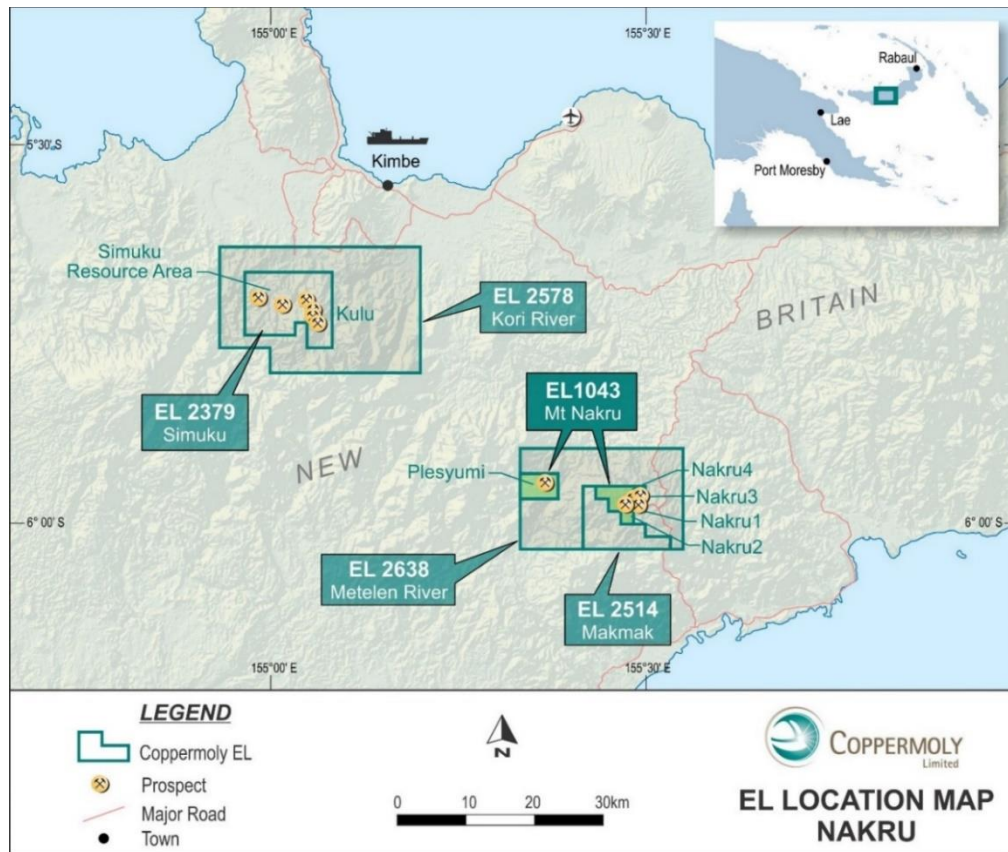 155°00' E
155°30' E
Rabaul
Lae
Port Moresby
5°30' S
Kimbe
Simuku
Resource Area
Kulu
EL 2578
Kori River
BRITAIN
EL 2379
Simuku
EL1043
Mt Nakru
NEW
Plesyumi
Nakru4
Nakru3
Nakru1
Nakru2
6°00' S
6°00' S
EL 2638
Metelen River
EL 2514
Makmak
155°00' E
155°30' E
LEGEND
Coppermoly EL
Prospect
Major Road
Town
N
0 10 20 30km
COPPERMOLY
Limited
EL LOCATION MAP
NAKRU